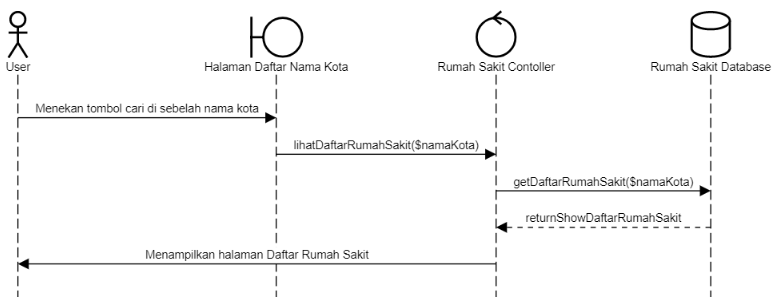 User
Halaman Daftar Nama Kota
Rumah Sakit Contoller
Rumah Sakit Database
Menekan tombol cari di sebelah nama kota
lihatDaftarRumahSakit($namaKota)
getDaftarRumahSakit($namaKota)
returnShowDaftarRumahSakit
Menampilkan halaman Daftar Rumah Sakit